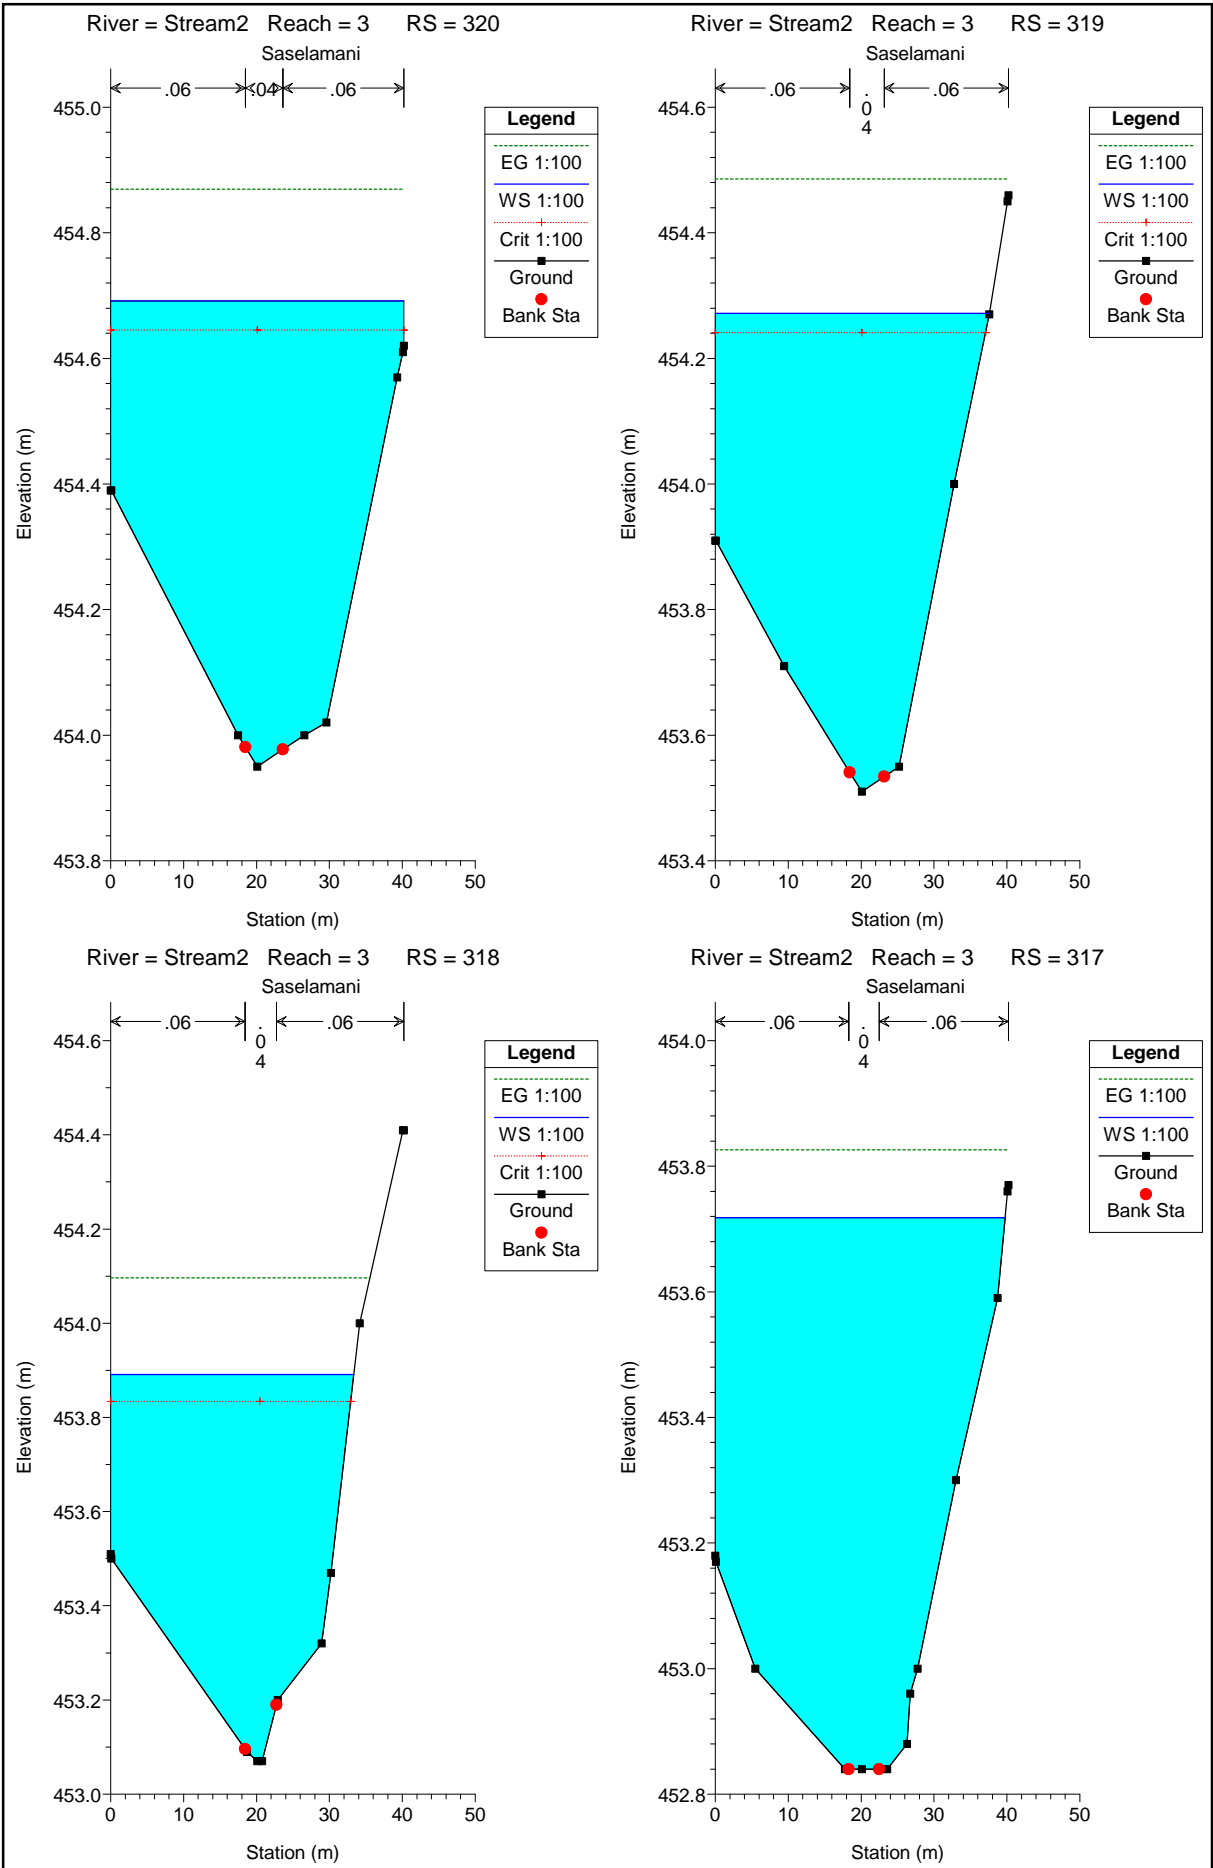 River = Stream2 Reach = 3 RS = 320
Saselamani
.06 .04 .06
455.0
454.8
454.6
454.4
454.2
454.0
453.8
0 10 20 30 40 50
Station (m)
Elevation (m)
Legend
EG 1:100
WS 1:100
Crit 1:100
Ground
Bank Sta
River = Stream2 Reach = 3 RS = 319
Saselamani
.06 .04 .06
454.6
454.4
454.2
454.0
453.8
453.6
453.4
0 10 20 30 40 50
Station (m)
Elevation (m)
Legend
EG 1:100
WS 1:100
Crit 1:100
Ground
Bank Sta
River = Stream2 Reach = 3 RS = 318
Saselamani
.06 .04 .06
454.6
454.4
454.2
454.0
453.8
453.6
453.4
453.2
453.0
0 10 20 30 40 50
Station (m)
Elevation (m)
Legend
EG 1:100
WS 1:100
Crit 1:100
Ground
Bank Sta
River = Stream2 Reach = 3 RS = 317
Saselamani
.06 .04 .06
454.0
453.8
453.6
453.4
453.2
453.0
452.8
0 10 20 30 40 50
Station (m)
Elevation (m)
Legend
EG 1:100
WS 1:100
Ground
Bank Sta